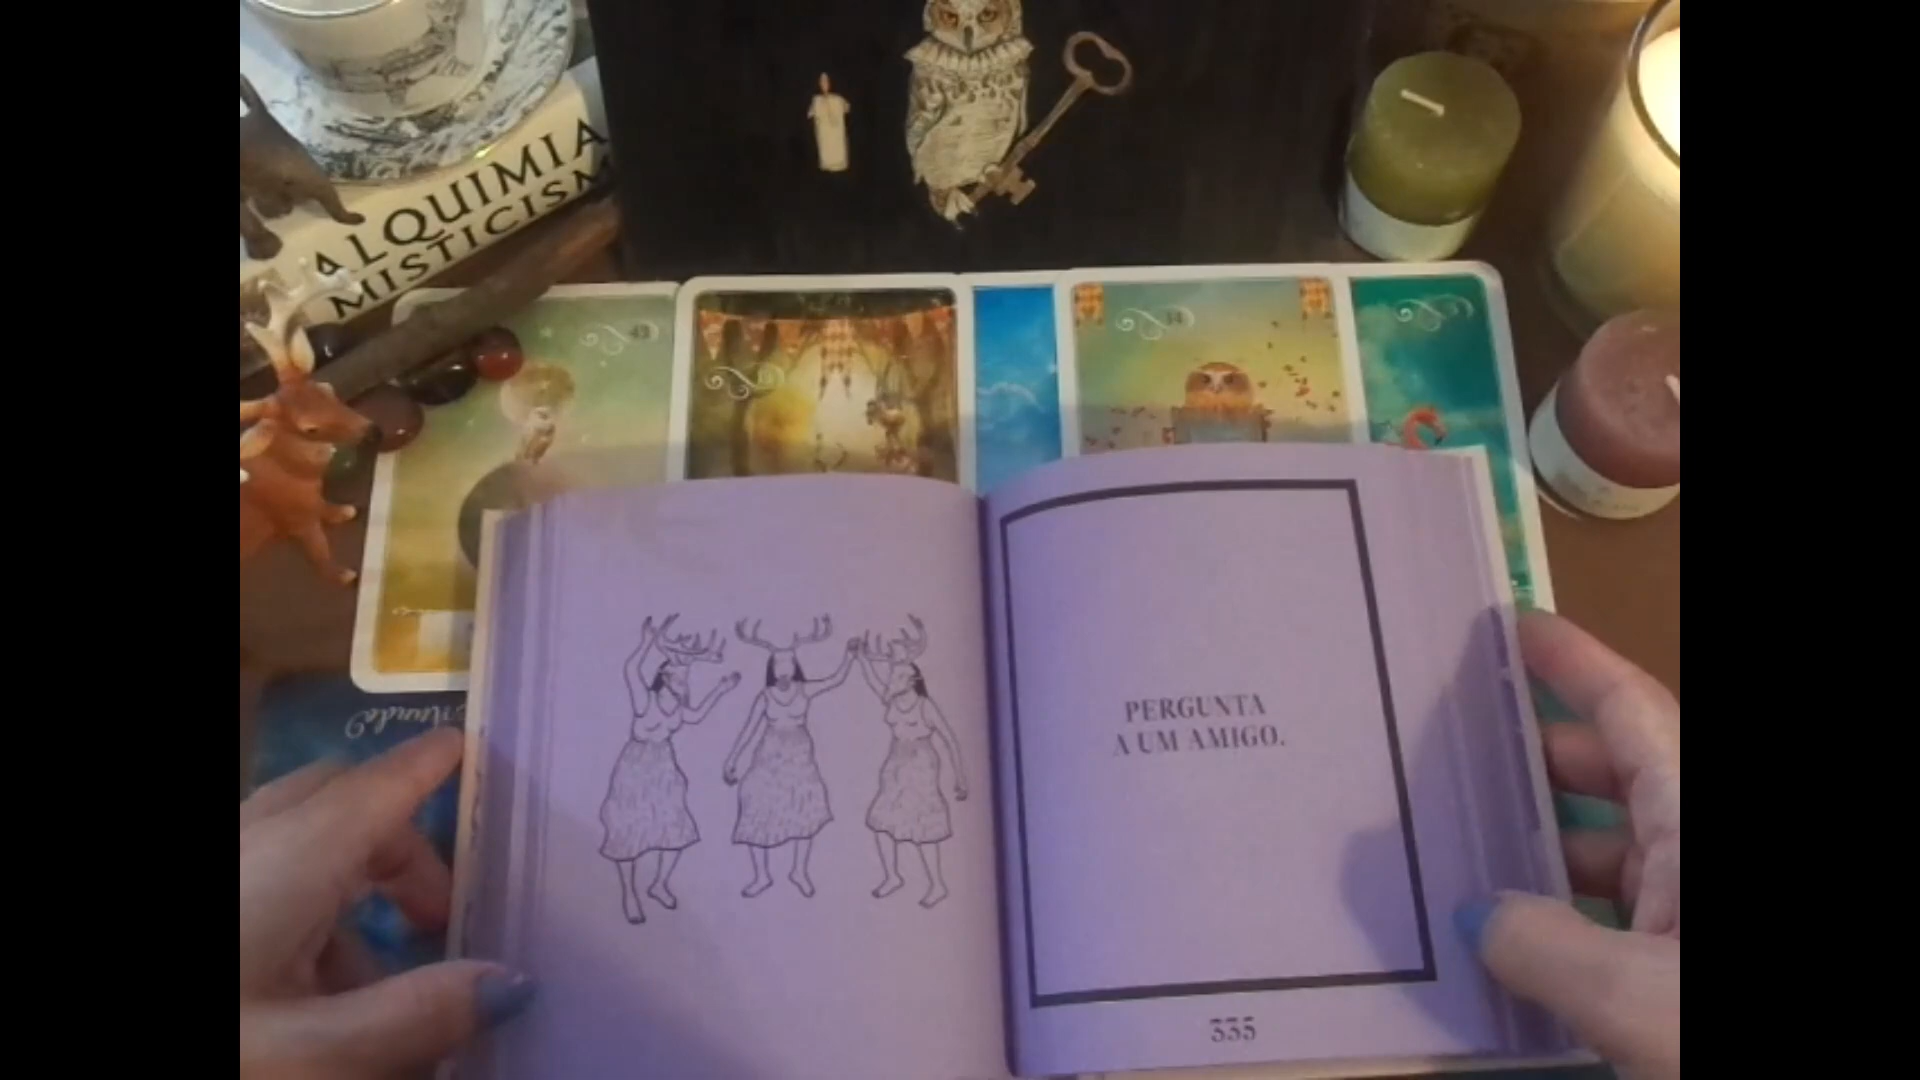 ALQUIMIA
MISTICISM
43
14
PERGUNTA
A UM AMIGO.
335